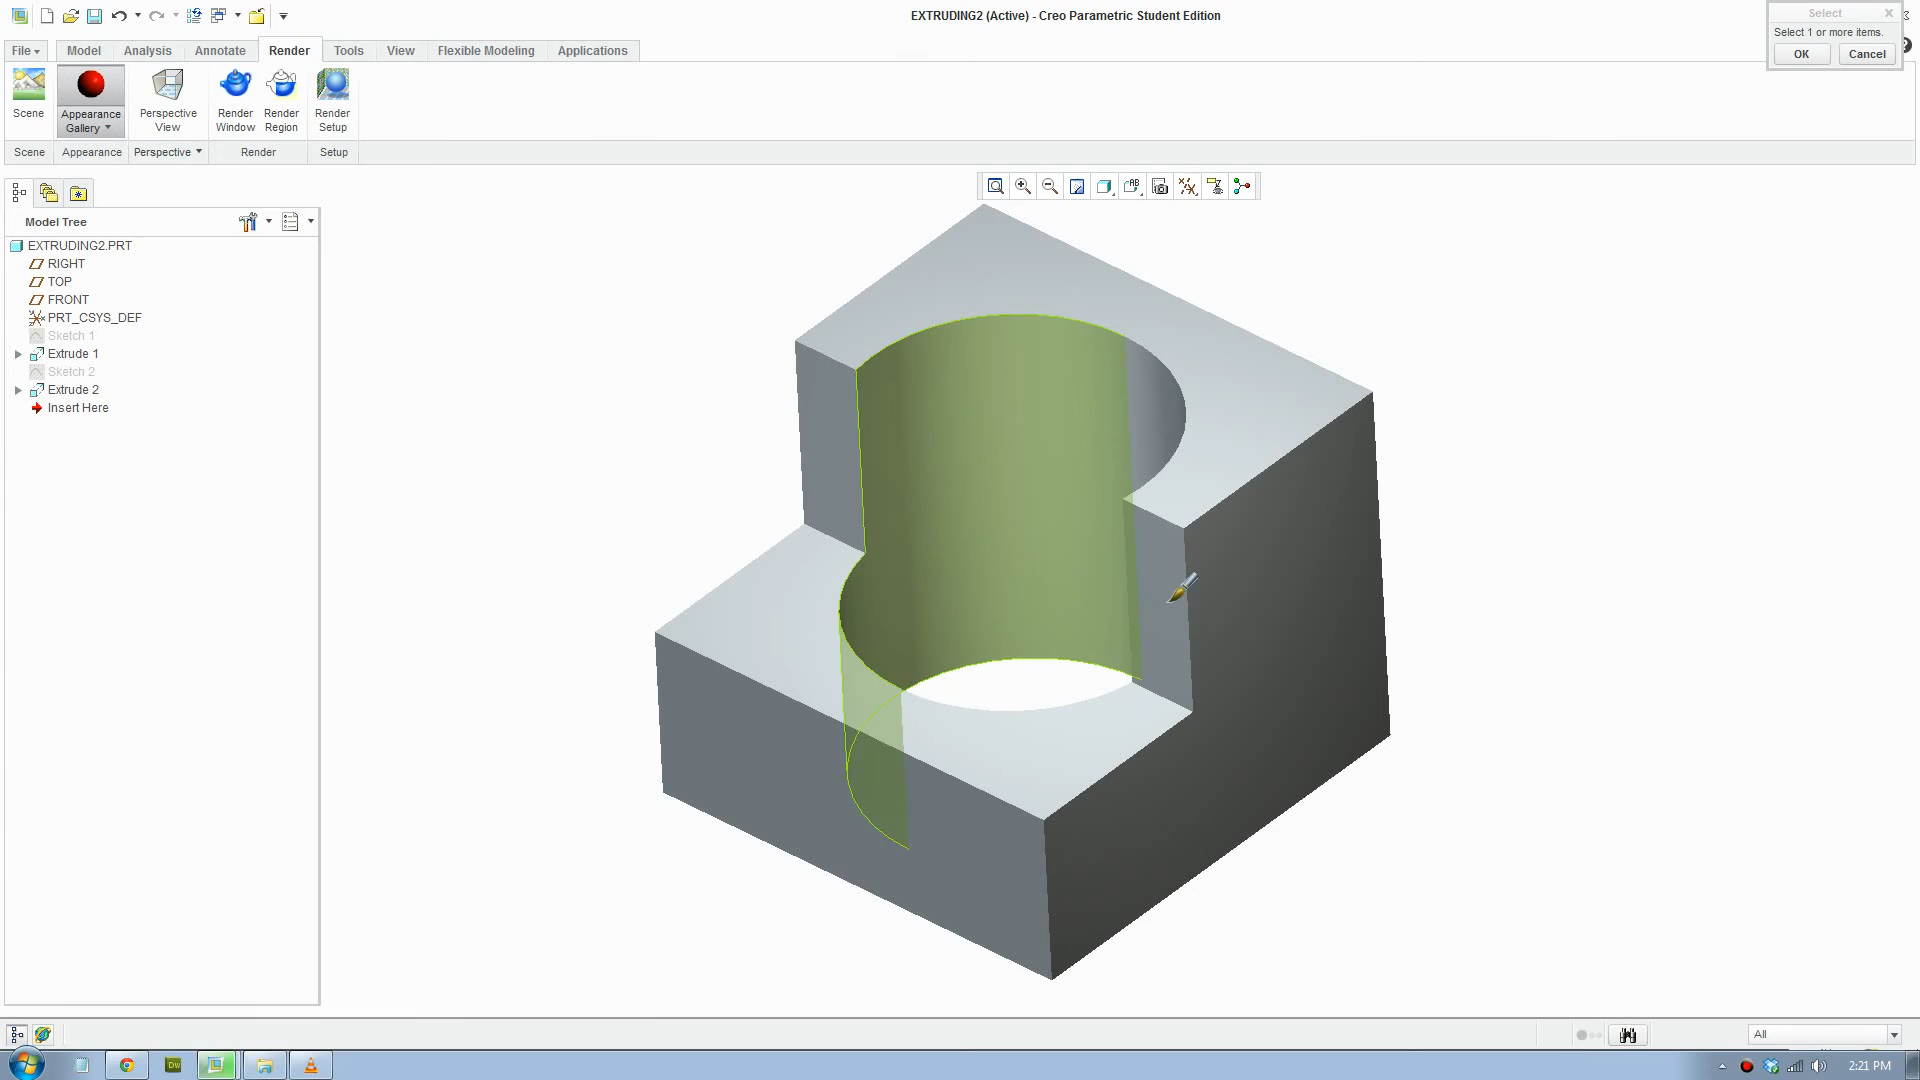 EXTRUDING2 (Active) - Creo Parametric Student Edition
Select
Select 1 or more items.
OK
Cancel
File
Model
Analysis
Annotate
Render
Tools
View
Flexible Modeling
Applications
Scene
Appearance
Gallery
Perspective
View
Render
Window
Render
Region
Render
Setup
Scene
Appearance
Perspective
Render
Setup
Model Tree
EXTRUDING2.PRT
RIGHT
TOP
FRONT
PRT_CSYS_DEF
Sketch 1
Extrude 1
Sketch 2
Extrude 2
Insert Here
All
Dw
2:21 PM